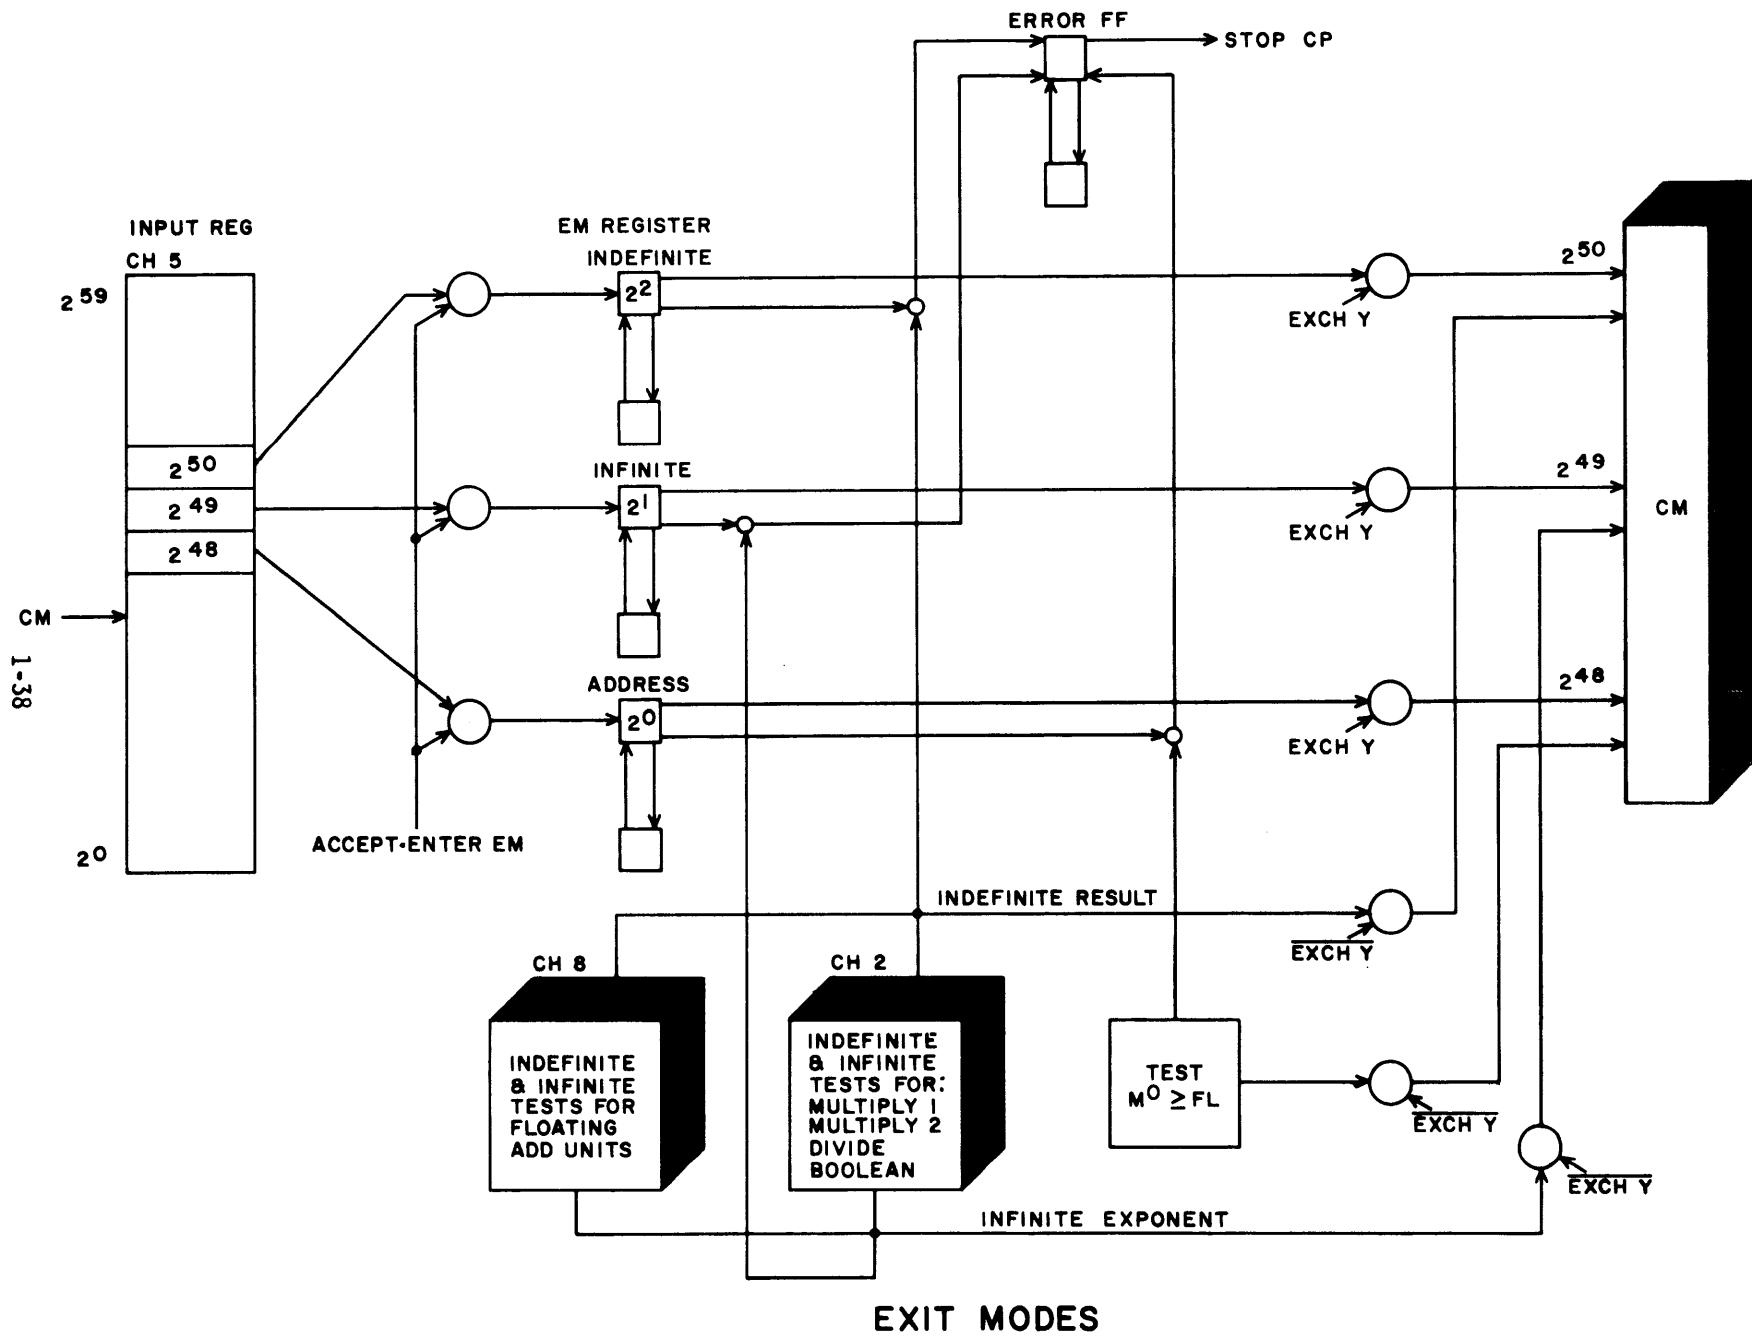 ERROR FF
STOP CP
INPUT REG
CH 5
2^59
2^50
2^49
2^48
CM
2^0
1-38
EM REGISTER
INDEFINITE
2^2
INFINITE
2^1
ADDRESS
2^0
ACCEPT·ENTER EM
EXCH Y
2^50
EXCH Y
2^49
EXCH Y
2^48
CM
INDEFINITE RESULT
EXCH Y
CH 8
INDEFINITE
& INFINITE
TESTS FOR
FLOATING
ADD UNITS
CH 2
INDEFINITE
& INFINITE
TESTS FOR:
MULTIPLY 1
MULTIPLY 2
DIVIDE
BOOLEAN
TEST
M^0 ≥ FL
EXCH Y
EXCH Y
INFINITE EXPONENT
EXIT MODES